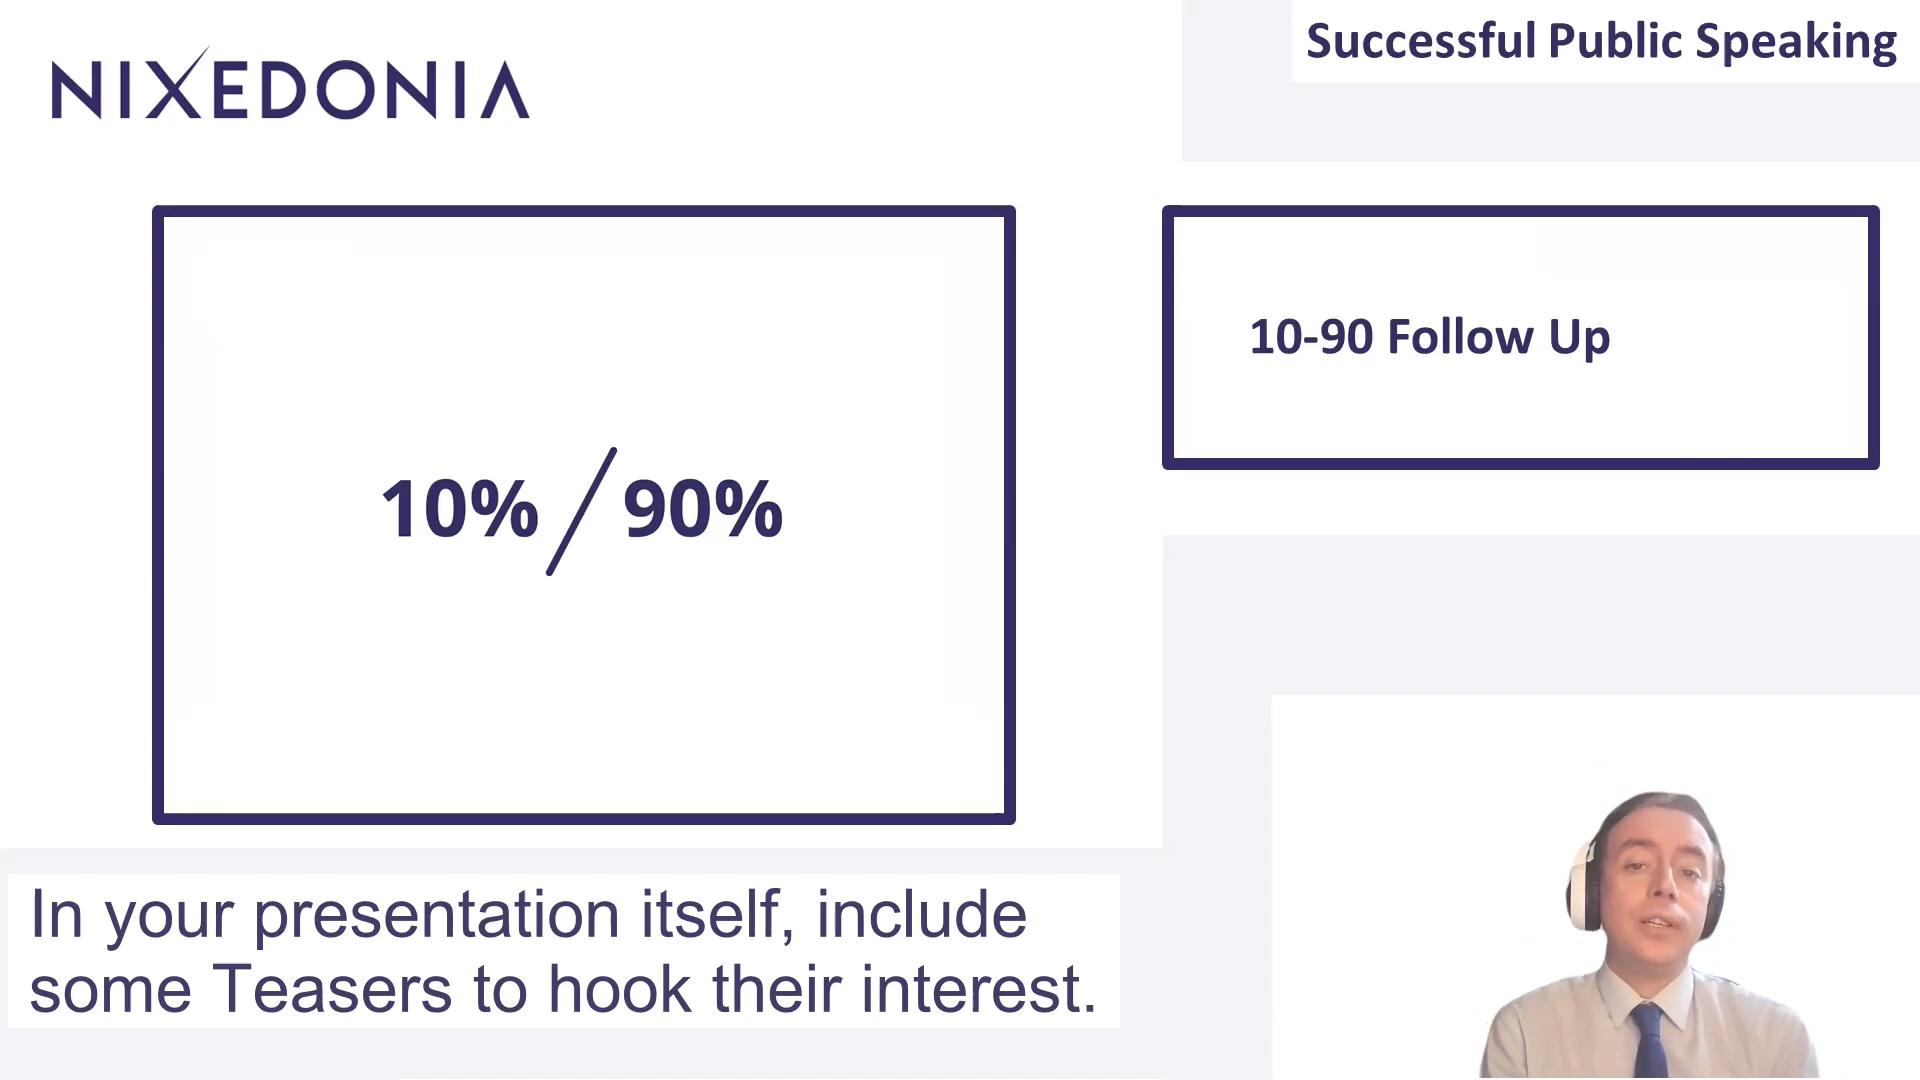 NIXEDONIA
Successful Public Speaking
10% / 90%
10-90 Follow Up
In your presentation itself, include
some Teasers to hook their interest.